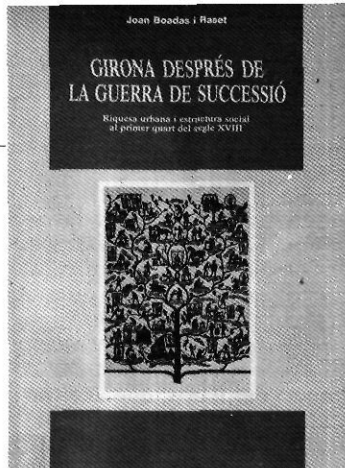 Joan Boadas i Raset
GIRONA DESPRÉS DE
LA GUERRA DE SUCCESSIÓ
Riquesa urbana i estructura social
al primer quart del segle XVIII